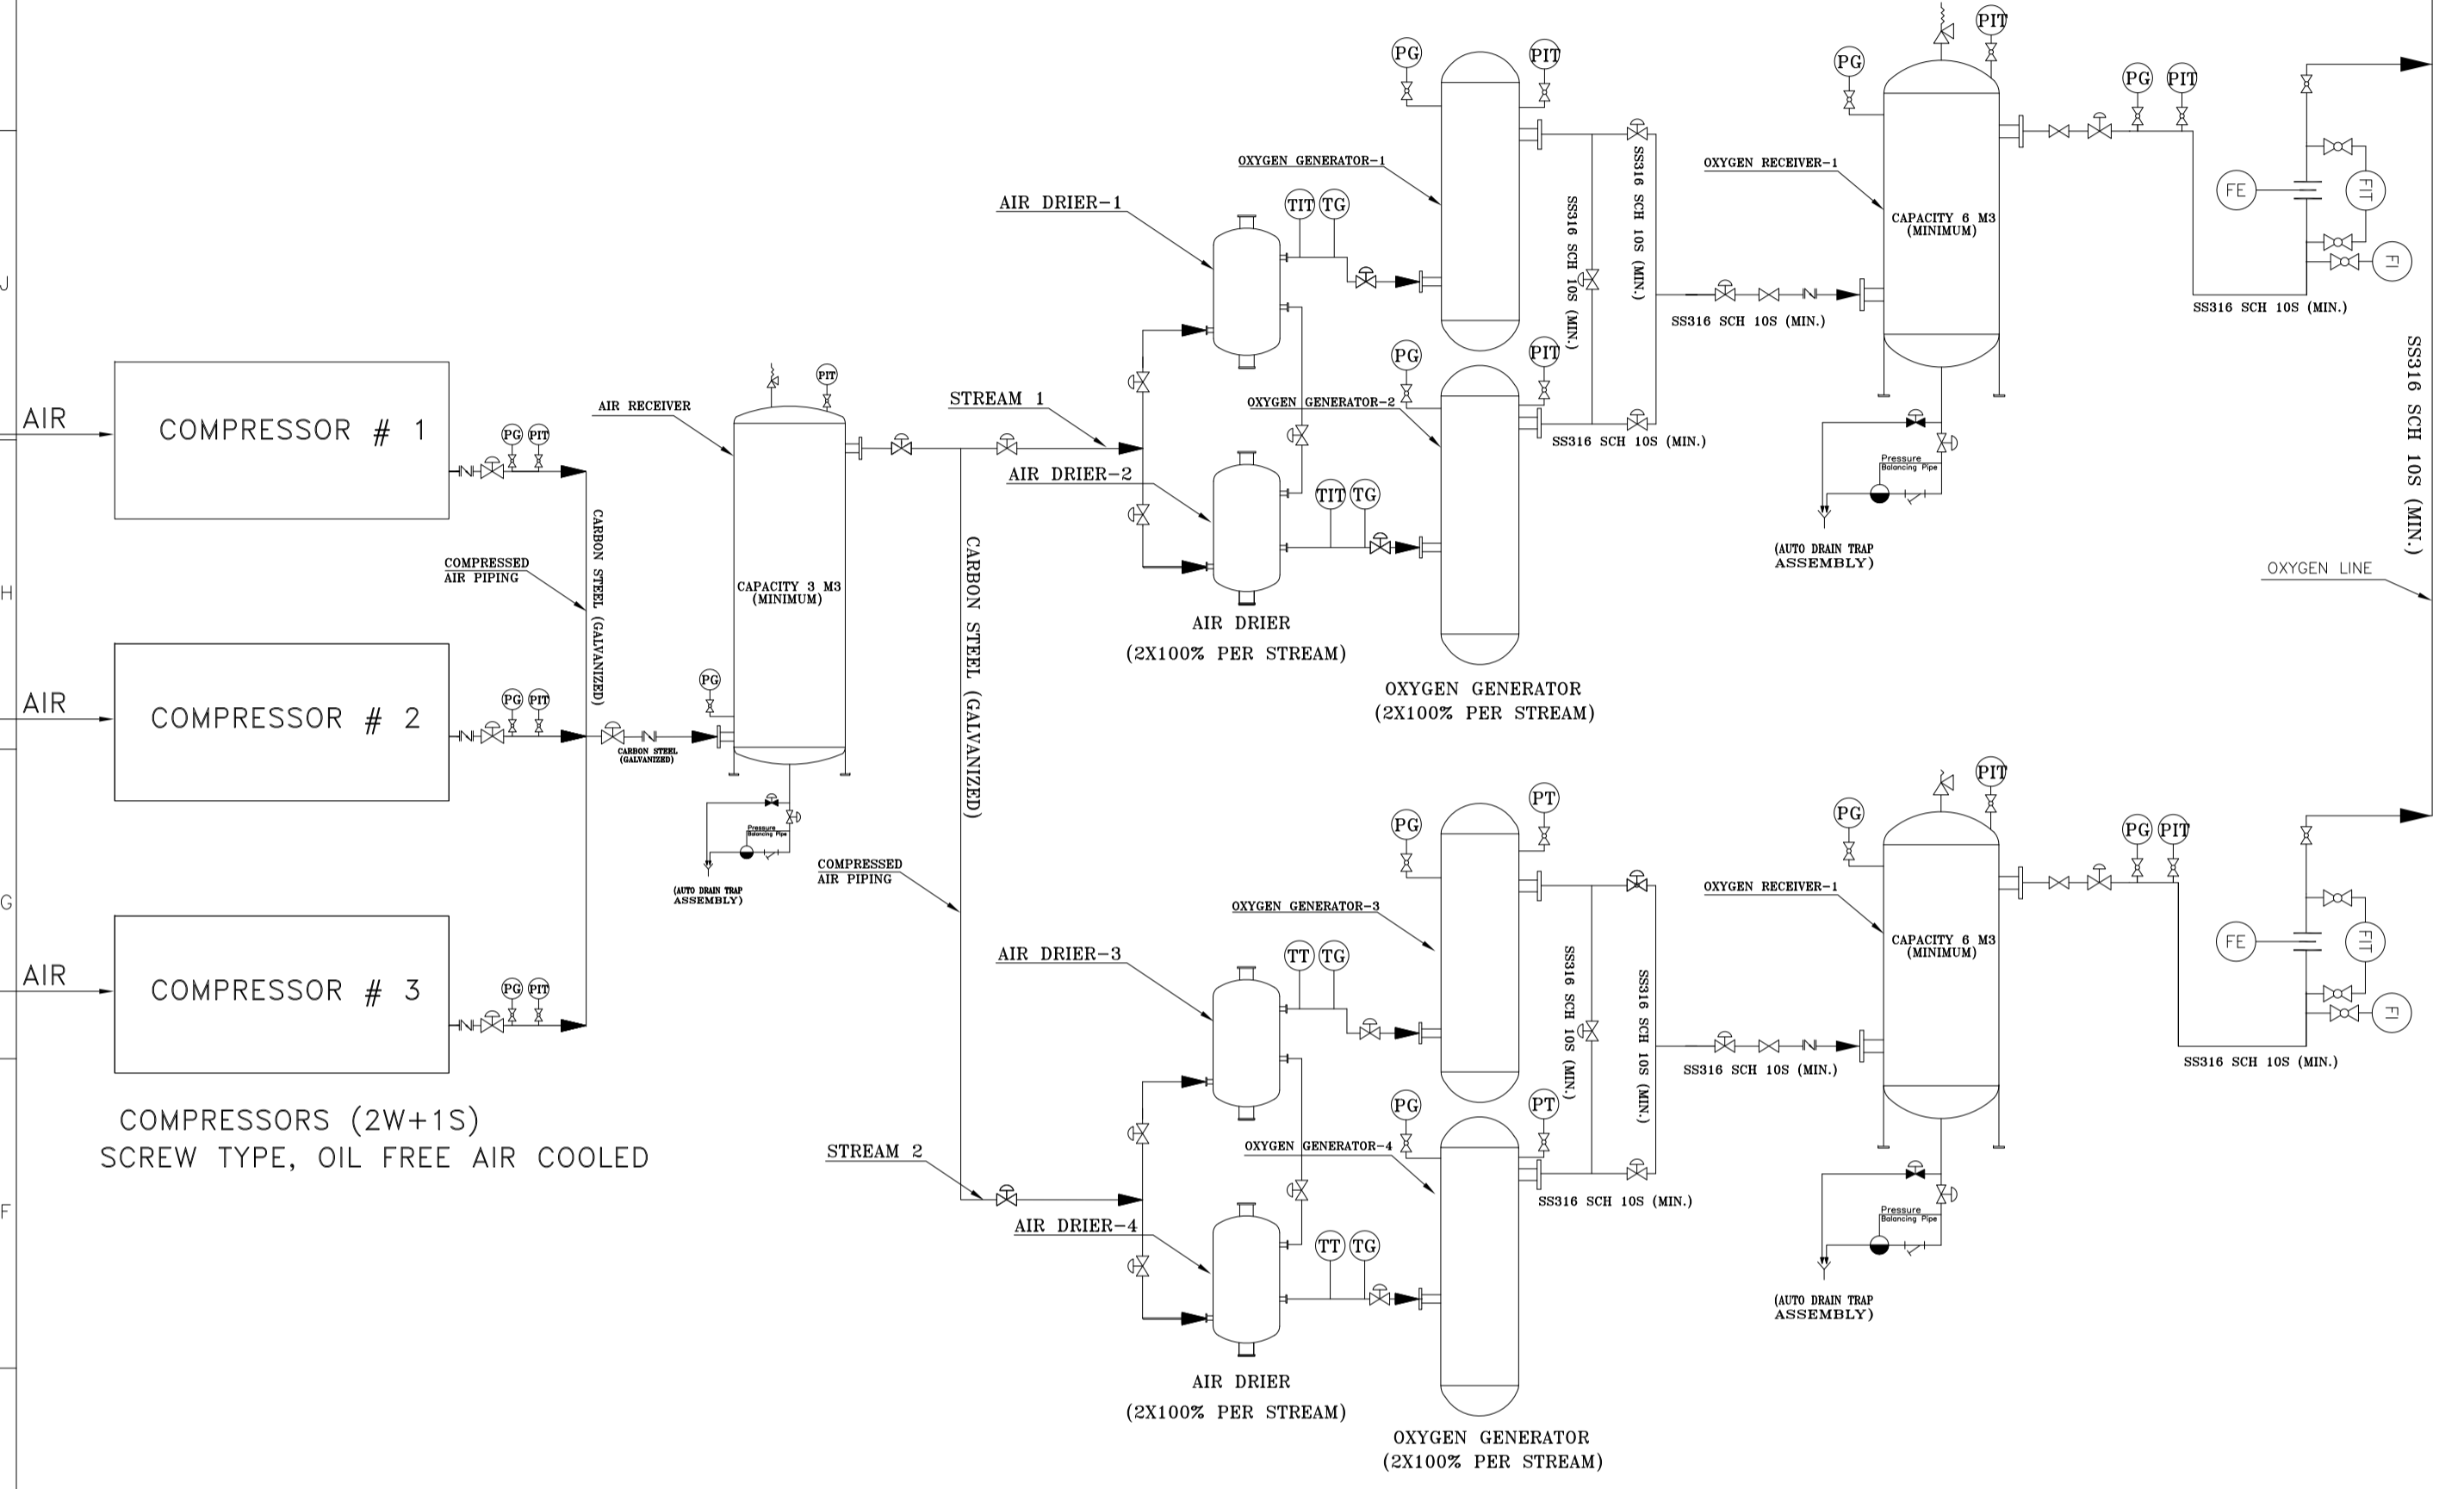 J
H
G
F
AIR
COMPRESSOR # 1
PG
PIT
AIR
COMPRESSOR # 2
PG
PIT
AIR
COMPRESSOR # 3
PG
PIT
COMPRESSORS (2W+1S)
SCREW TYPE, OIL FREE AIR COOLED
COMPRESSED
AIR PIPING
CARBON STEEL (GALVANIZED)
CARBON STEEL
(GALVANIZED)
AIR RECEIVER
PIT
PG
CAPACITY 3 M3
(MINIMUM)
Pressure
Balancing Pipe
(AUTO DRAIN TRAP
ASSEMBLY)
CARBON STEEL (GALVANIZED)
COMPRESSED
AIR PIPING
STREAM 1
AIR DRIER-1
AIR DRIER-2
TIT
TG
TIT
TG
AIR DRIER
(2X100% PER STREAM)
PG
PIT
OXYGEN GENERATOR-1
PG
PIT
OXYGEN GENERATOR-2
OXYGEN GENERATOR
(2X100% PER STREAM)
SS316 SCH 10S (MIN.)
SS316 SCH 10S (MIN.)
SS316 SCH 10S (MIN.)
SS316 SCH 10S (MIN.)
PG
PIT
OXYGEN RECEIVER-1
CAPACITY 6 M3
(MINIMUM)
Pressure
Balancing Pipe
(AUTO DRAIN TRAP
ASSEMBLY)
PG
PIT
FE
FIT
FI
SS316 SCH 10S (MIN.)
SS316 SCH 10S (MIN.)
OXYGEN LINE
STREAM 2
AIR DRIER-3
AIR DRIER-4
TT
TG
TT
TG
AIR DRIER
(2X100% PER STREAM)
PG
PT
OXYGEN GENERATOR-3
PG
PT
OXYGEN GENERATOR-4
OXYGEN GENERATOR
(2X100% PER STREAM)
SS316 SCH 10S (MIN.)
SS316 SCH 10S (MIN.)
SS316 SCH 10S (MIN.)
SS316 SCH 10S (MIN.)
PG
PIT
OXYGEN RECEIVER-1
CAPACITY 6 M3
(MINIMUM)
Pressure
Balancing Pipe
(AUTO DRAIN TRAP
ASSEMBLY)
PG
PIT
FE
FIT
FI
SS316 SCH 10S (MIN.)